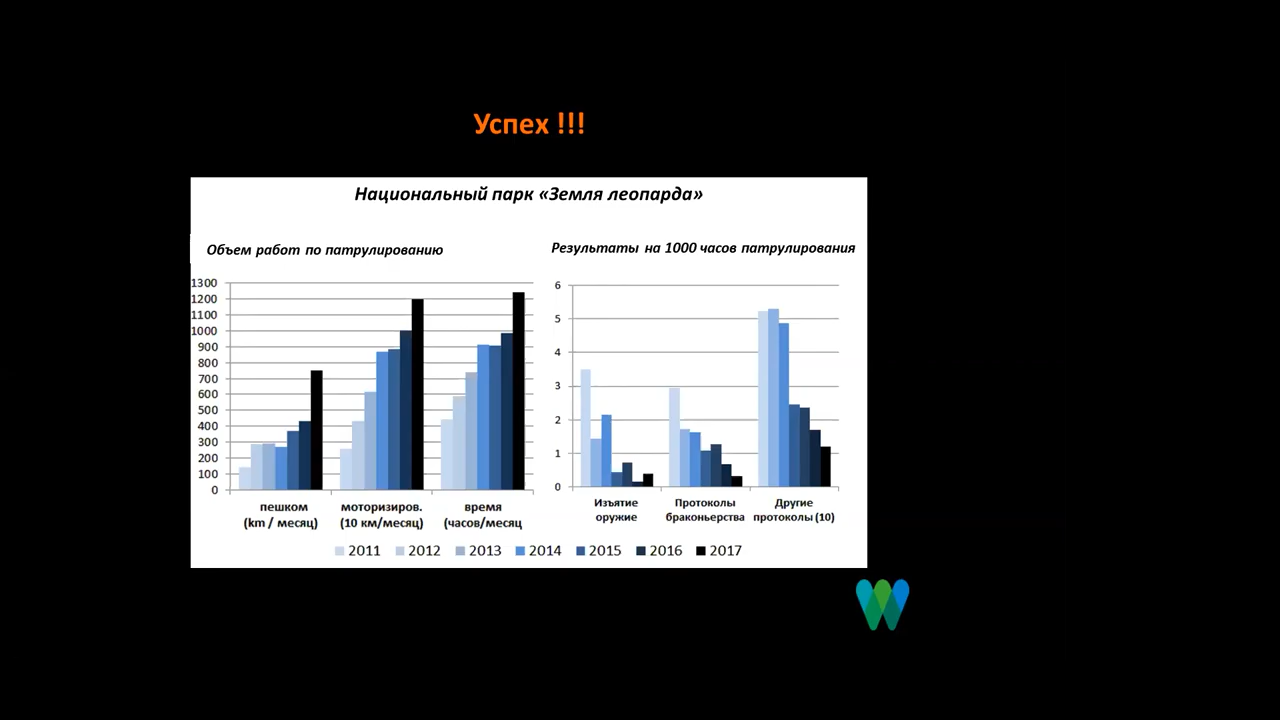 Успех !!!
Национальный парк «Земля леопарда»
Объем работ по патрулированию
1300
1200
1100
1000
900
800
700
600
500
400
300
200
100
0
пешком
(km / месяц)
моторизиров.
(10 км/месяц)
время
(часов/месяц
Результаты на 1000 часов патрулирования
6
5
4
3
2
1
0
Изъятие
оружие
Протоколы
браконьерства
Другие
протоколы (10)
2011 2012 2013 2014 2015 2016 2017